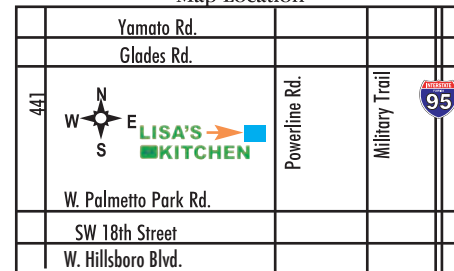 Map Location
Yamato Rd.
Glades Rd.
441
N
W E
S
LISA'S
KITCHEN
Powerline Rd.
Military Trail
INTERSTATE
95
W. Palmetto Park Rd.
SW 18th Street
W. Hillsboro Blvd.